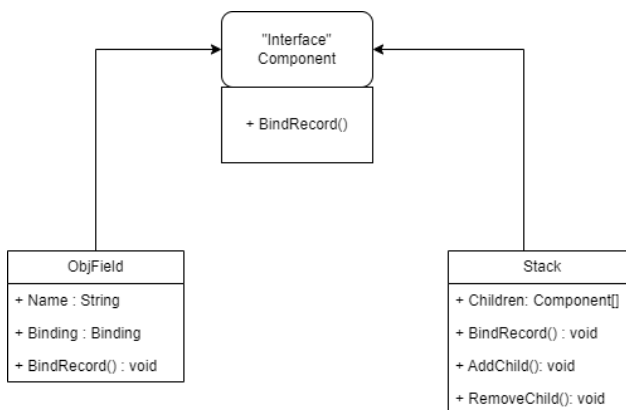 "Interface"
Component
+ BindRecord()
ObjField
+ Name : String
+ Binding : Binding
+ BindRecord() : void
Stack
+ Children: Component[]
+ BindRecord() : void
+ AddChild(): void
+ RemoveChild(): void